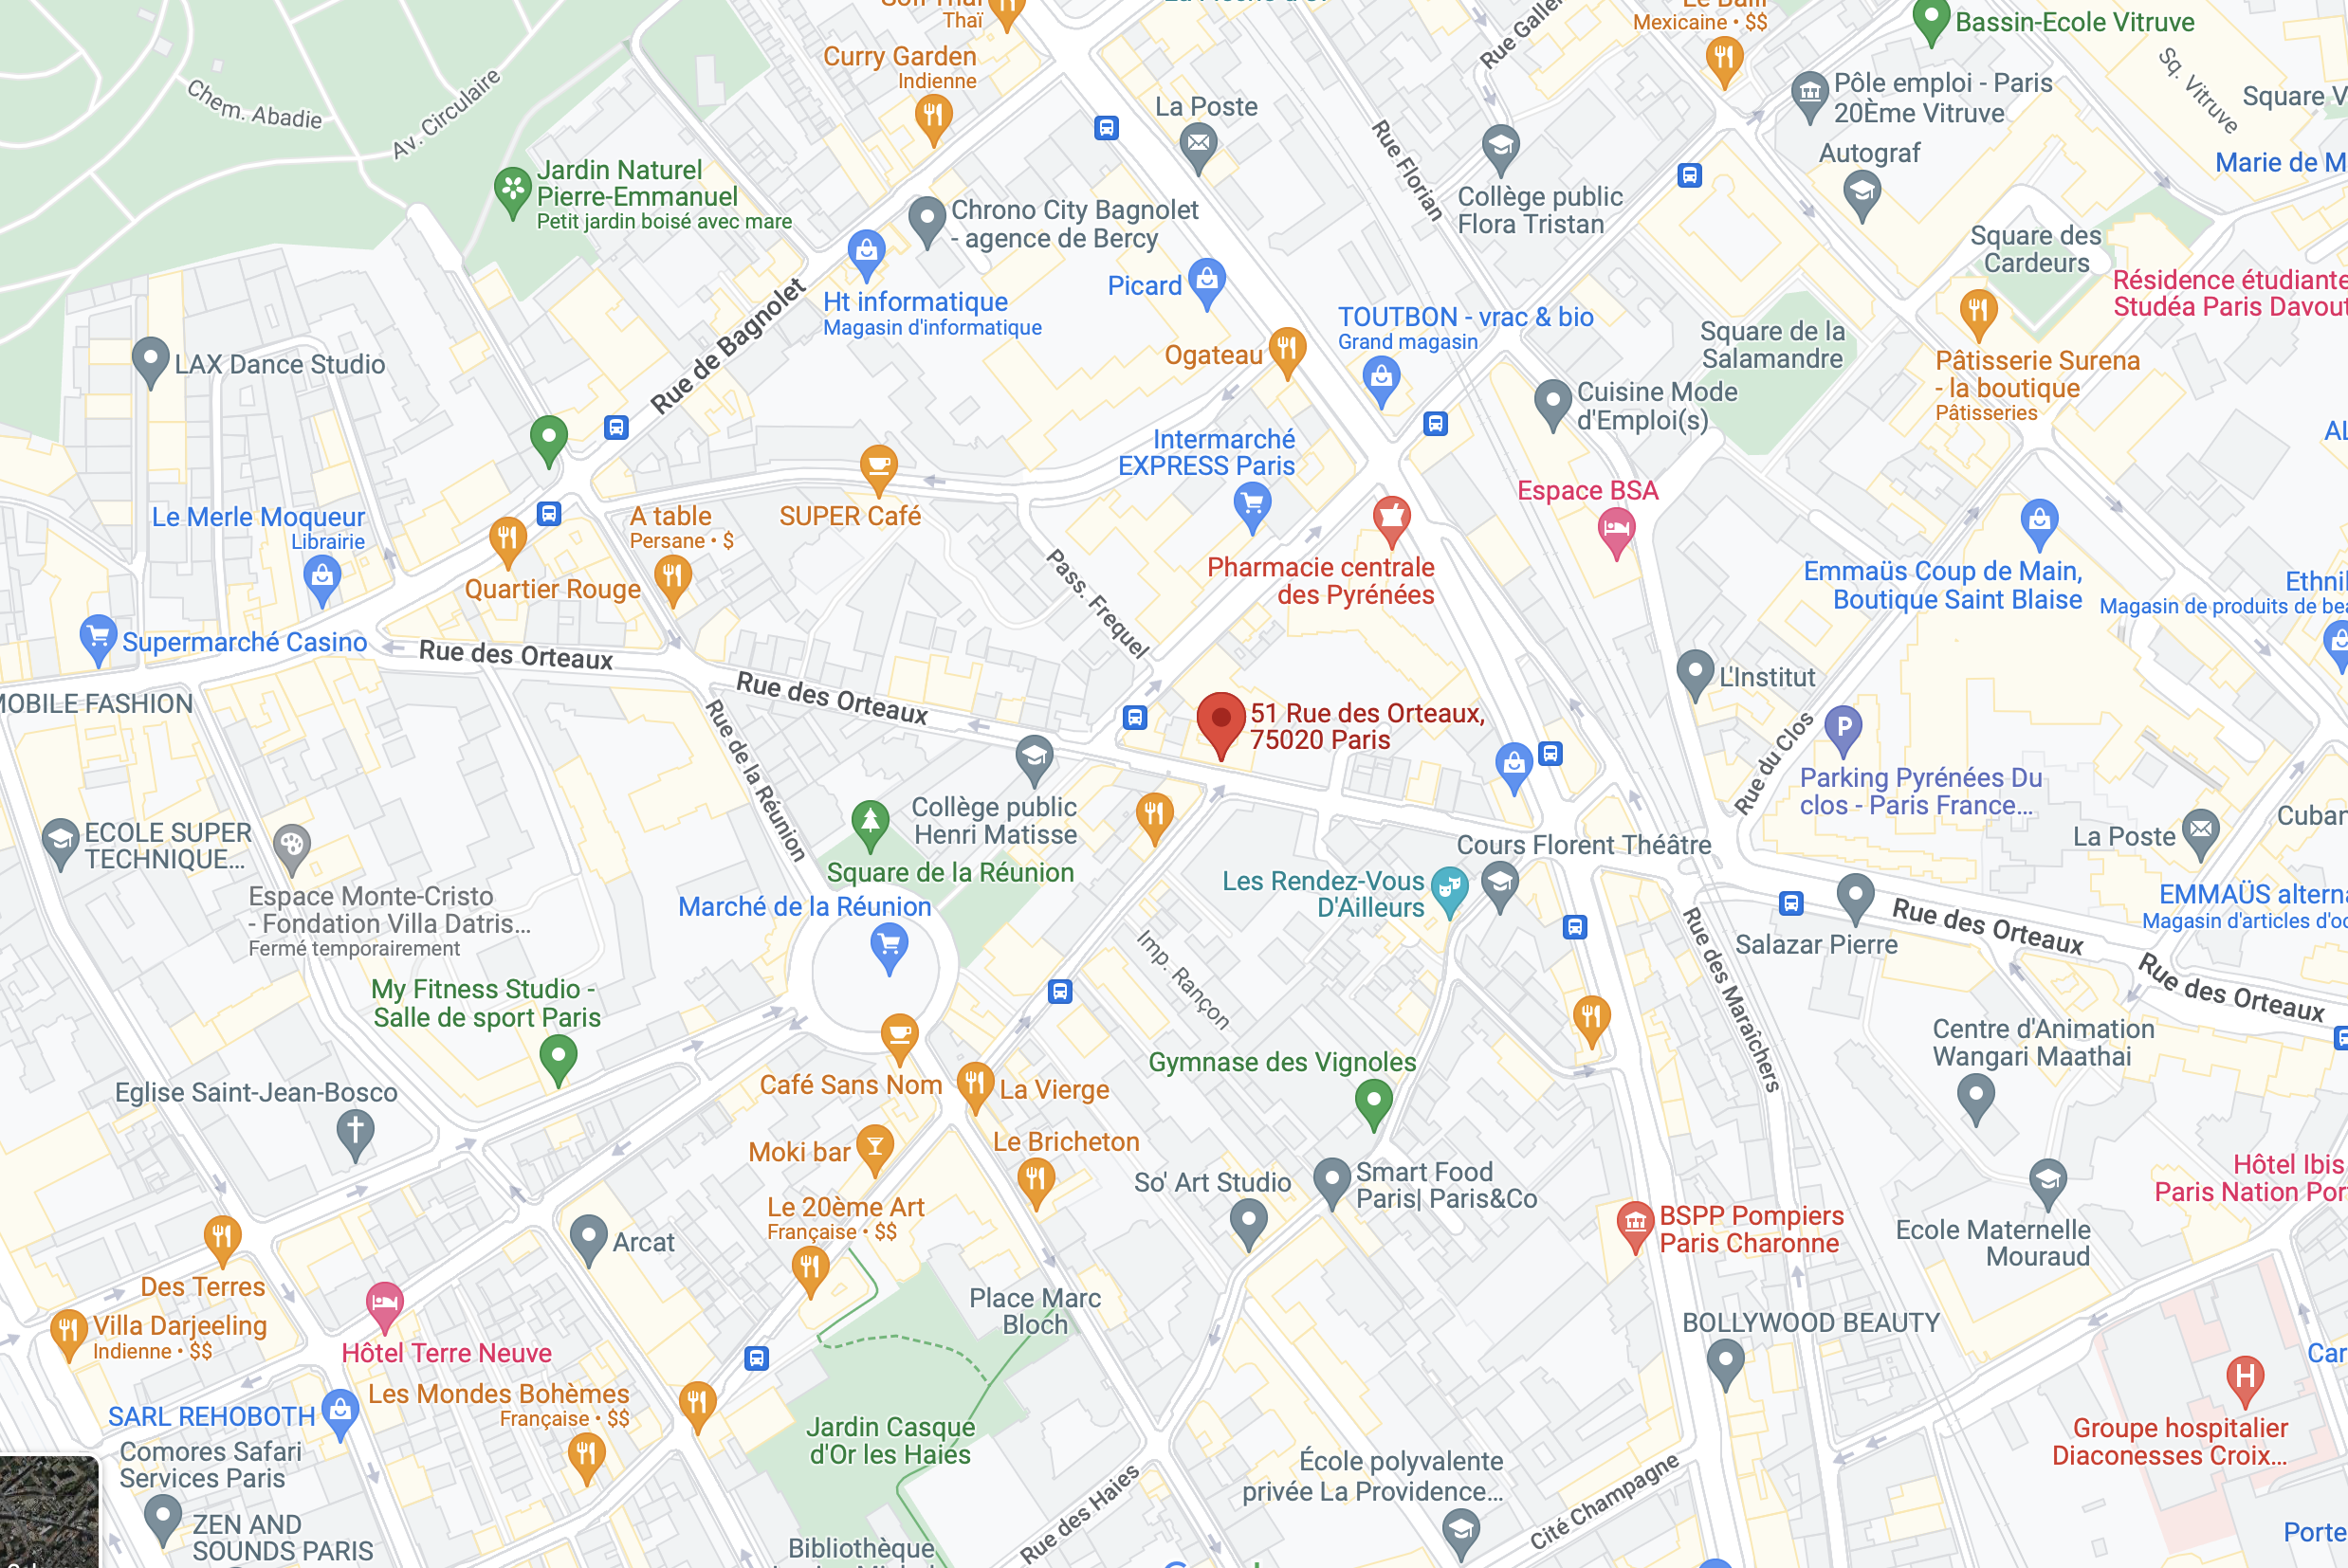 Thaï
Curry Garden
Indienne
La Poste
Rue Florian
Mexicaine • $$
Bassin-Ecole Vitruve
Pôle emploi - Paris
20Ème Vitruve
Sq. Vitruve
Square V
Autograf
Marie de M
Chem. Abadie
Av. Circulaire
Jardin Naturel
Pierre-Emmanuel
Petit jardin boisé avec mare
Chrono City Bagnolet
- agence de Bercy
Collège public
Flora Tristan
Square des
Cardeurs
Résidence étudiante
Studéa Paris Davout
Picard
Ht informatique
Magasin d'informatique
TOUTBON - vrac & bio
Grand magasin
Square de la
Salamandre
Rue de Bagnolet
Ogateau
LAX Dance Studio
Pâtisserie Surena
- la boutique
Pâtisseries
Cuisine Mode
d'Emploi(s)
AL
Intermarché
EXPRESS Paris
Espace BSA
Le Merle Moqueur
Librairie
A table
Persane • $
SUPER Café
Quartier Rouge
Pass. Frequel
Pharmacie centrale
des Pyrénées
Emmaüs Coup de Main,
Boutique Saint Blaise
Ethnil
Magasin de produits de bea
Supermarché Casino
Rue des Orteaux
MOBILE FASHION
Rue des Orteaux
L'Institut
51 Rue des Orteaux,
75020 Paris
Rue de la Réunion
Rue du Clos
P
Parking Pyrénées Du
clos - Paris France...
Collège public
Henri Matisse
ECOLE SUPER
TECHNIQUE...
Cours Florent Théâtre
La Poste
Cuban
Square de la Réunion
Les Rendez-Vous
D'Ailleurs
Espace Monte-Cristo
- Fondation Villa Datris...
Fermé temporairement
Marché de la Réunion
EMMAÜS alterna
Magasin d'articles d'oc
Salazar Pierre
Rue des Orteaux
Rue des Orteaux
Imp. Rançon
Rue des Maraîchers
My Fitness Studio -
Salle de sport Paris
Centre d'Animation
Wangari Maathai
Gymnase des Vignoles
Café Sans Nom
La Vierge
Eglise Saint-Jean-Bosco
Moki bar
Le Bricheton
So' Art Studio
Smart Food
Paris| Paris&Co
Hôtel Ibis
Paris Nation Por
Le 20ème Art
Française • $$
BSPP Pompiers
Paris Charonne
Ecole Maternelle
Mouraud
Arcat
Des Terres
Place Marc
Bloch
Villa Darjeeling
Indienne • $$
Hôtel Terre Neuve
BOLLYWOOD BEAUTY
Car
H
Les Mondes Bohèmes
Française • $$
SARL REHOBOTH
Jardin Casque
d'Or les Haies
Groupe hospitalier
Diaconesses Croix...
Comores Safari
Services Paris
École polyvalente
privée La Providence...
Rue des Haies
Cité Champagne
ZEN AND
SOUNDS PARIS
Bibliothèque
Porte